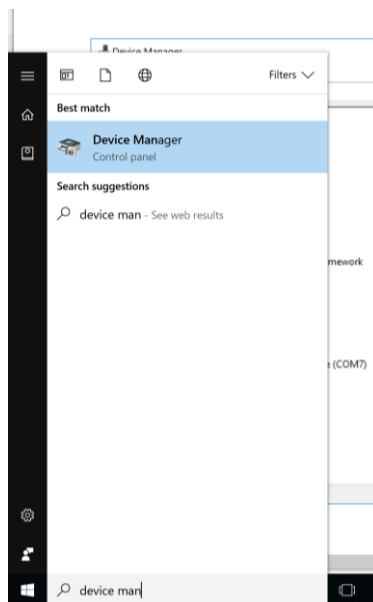 Device Manager
Filters
Best match
Device Manager
Control panel
Search suggestions
device man - See web results
mework
(COM7)
device man